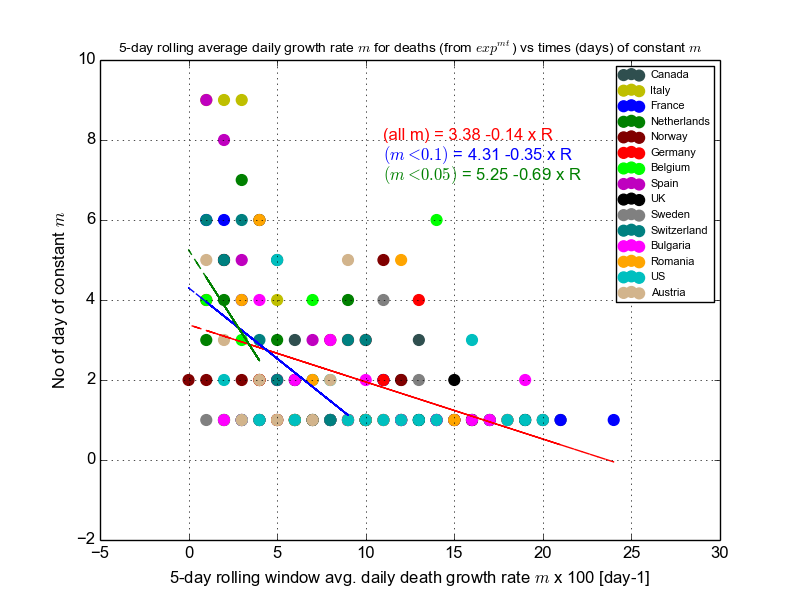 5-day rolling average daily growth rate m for deaths (from exp^mt) vs times (days) of constant m
10
8
6
4
2
0
−2
No of day of constant m
(all m) = 3.38 -0.14 x R
(m <0.1) = 4.31 -0.35 x R
(m <0.05) = 5.25 -0.69 x R
Canada
Italy
France
Netherlands
Norway
Germany
Belgium
Spain
UK
Sweden
Switzerland
Bulgaria
Romania
US
Austria
−5 0 5 10 15 20 25 30
5-day rolling window avg. daily death growth rate m x 100 [day-1]